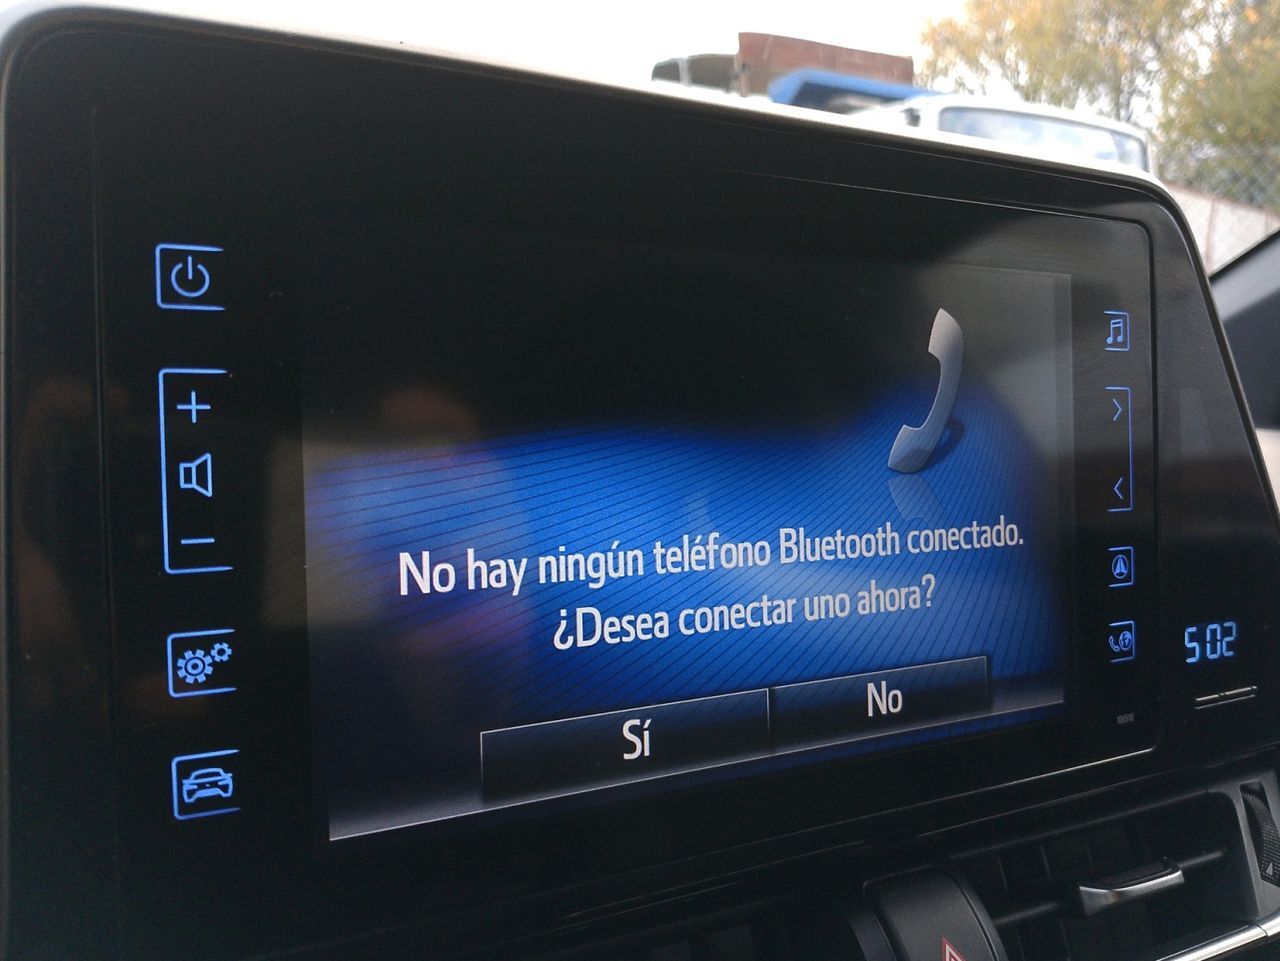 No hay ningún teléfono Bluetooth conectado.
¿Desea conectar uno ahora?
Sí
No
5 02